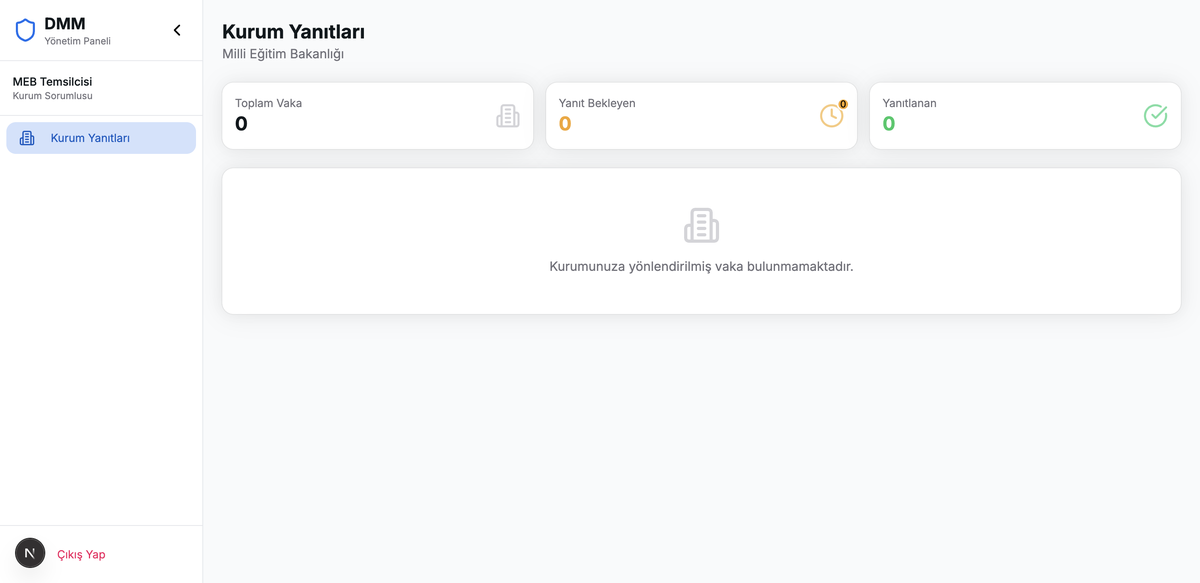 DMM
Yönetim Paneli
MEB Temsilcisi
Kurum Sorumlusu
Kurum Yanıtları
N
Çıkış Yap
Kurum Yanıtları
Milli Eğitim Bakanlığı
Toplam Vaka
0
Yanıt Bekleyen
0
0
Yanıtlanan
0
Kurumunuza yönlendirilmiş vaka bulunmamaktadır.